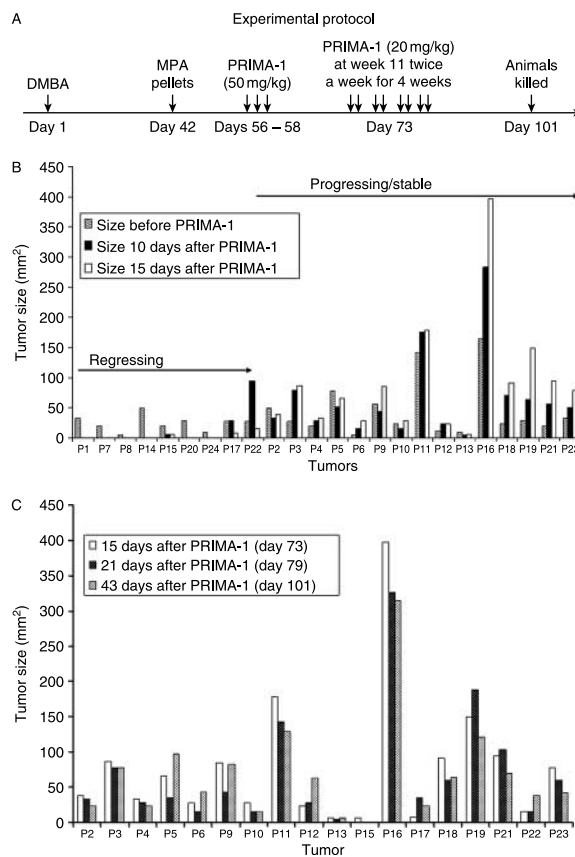 A
Experimental protocol
DMBA
MPA
pellets
PRIMA-1
(50 mg/kg)
PRIMA-1 (20 mg/kg)
at week 11 twice
a week for 4 weeks
Animals
killed
Day 1
Day 42
Days 56 – 58
Day 73
Day 101
B
450
400
350
300
250
200
150
100
50
0
Tumor size (mm²)
Progressing/stable
Size before PRIMA-1
Size 10 days after PRIMA-1
Size 15 days after PRIMA-1
Regressing
P1 P7 P8 P14 P15 P20 P24 P17 P22 P2 P3 P4 P5 P6 P9 P10 P11 P12 P13 P16 P18 P19 P21 P23
Tumors
C
450
400
350
300
250
200
150
100
50
0
Tumor size (mm²)
15 days after PRIMA-1 (day 73)
21 days after PRIMA-1 (day 79)
43 days after PRIMA-1 (day 101)
P2 P3 P4 P5 P6 P9 P10 P11 P12 P13 P15 P16 P17 P18 P19 P21 P22 P23
Tumor